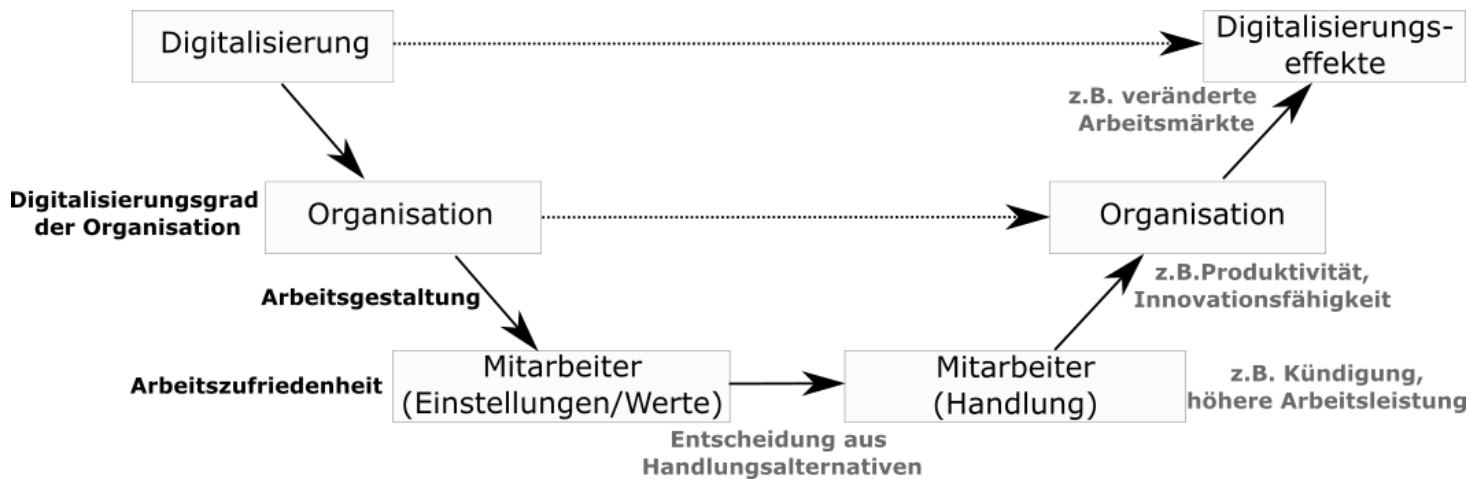 Digitalisierung
Digitalisierungs-
effekte
z.B. veränderte
Arbeitsmärkte
Digitalisierungsgrad
der Organisation
Organisation
Organisation
Arbeitsgestaltung
z.B.Produktivität,
Innovationsfähigkeit
Arbeitszufriedenheit
Mitarbeiter
(Einstellungen/Werte)
Mitarbeiter
(Handlung)
z.B. Kündigung,
höhere Arbeitsleistung
Entscheidung aus
Handlungsalternativen